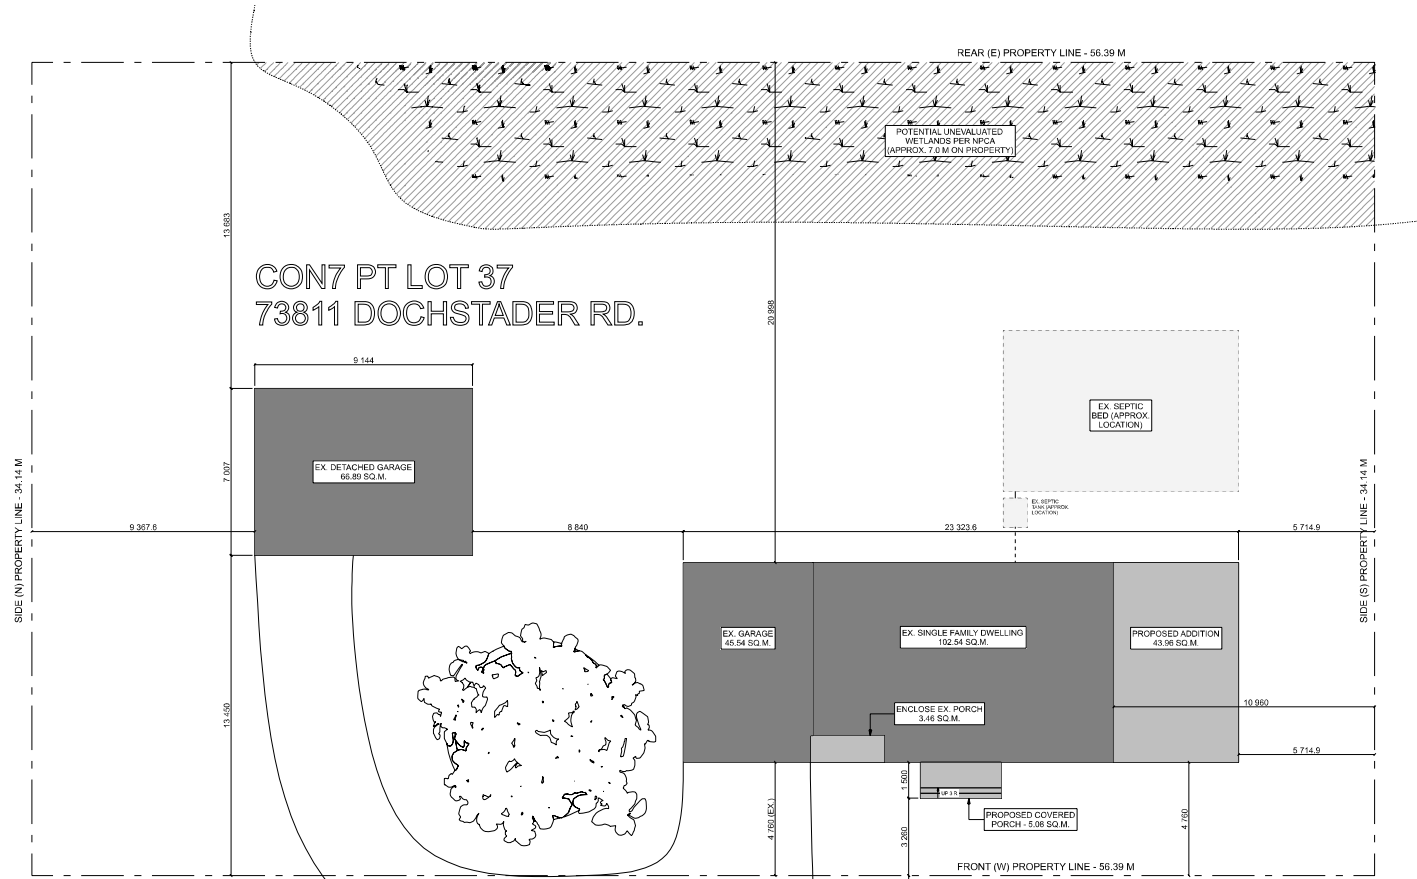 REAR (E) PROPERTY LINE - 56.39 M
POTENTIAL UNEVALUATED
WETLANDS PER NPCA
(APPROX. 7.0 M ON PROPERTY)
13 683
CON7 PT LOT 37
73811 DOCHSTADER RD.
20 998
9 144
EX. SEPTIC
BED (APPROX.
LOCATION)
EX. DETACHED GARAGE
66.89 SQ.M.
7 007
SIDE (N) PROPERTY LINE - 34.14 M
SIDE (S) PROPERTY LINE - 34.14 M
EX. SEPTIC
TANK (APPROX.
LOCATION)
9 367.6
8 840
23 323.6
5 714.9
EX. GARAGE
45.54 SQ.M.
EX. SINGLE FAMILY DWELLING
102.54 SQ.M.
PROPOSED ADDITION
43.96 SQ.M.
13 450
ENCLOSE EX. PORCH
3.46 SQ.M.
10 960
5 714.9
1 500
UP 3 R
4 760 (EX.)
PROPOSED COVERED
PORCH - 5.08 SQ.M.
3 260
4 760
FRONT (W) PROPERTY LINE - 56.39 M